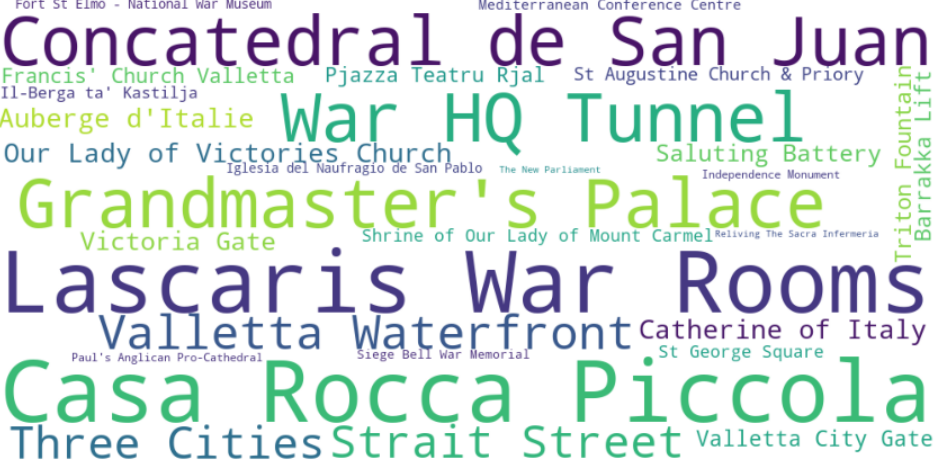 Fort St Elmo - National War Museum
Mediterranean Conference Centre
Concatedral de San Juan
Francis' Church Valletta
Pjazza Teatru Rjal
St Augustine Church & Priory
Il-Berga ta' Kastilja
Auberge d'Italie
War HQ Tunnel
Triton Fountain
Barrakka Lift
Our Lady of Victories Church
Saluting Battery
Iglesia del Naufragio de San Pablo
The New Parliament
Independence Monument
Grandmaster's Palace
Victoria Gate
Shrine of Our Lady of Mount Carmel
Reliving The Sacra Infermeria
Lascaris War Rooms
Valletta Waterfront
Catherine of Italy
Paul's Anglican Pro-Cathedral
Siege Bell War Memorial
St George Square
Casa Rocca Piccola
Three Cities
Strait Street
Valletta City Gate